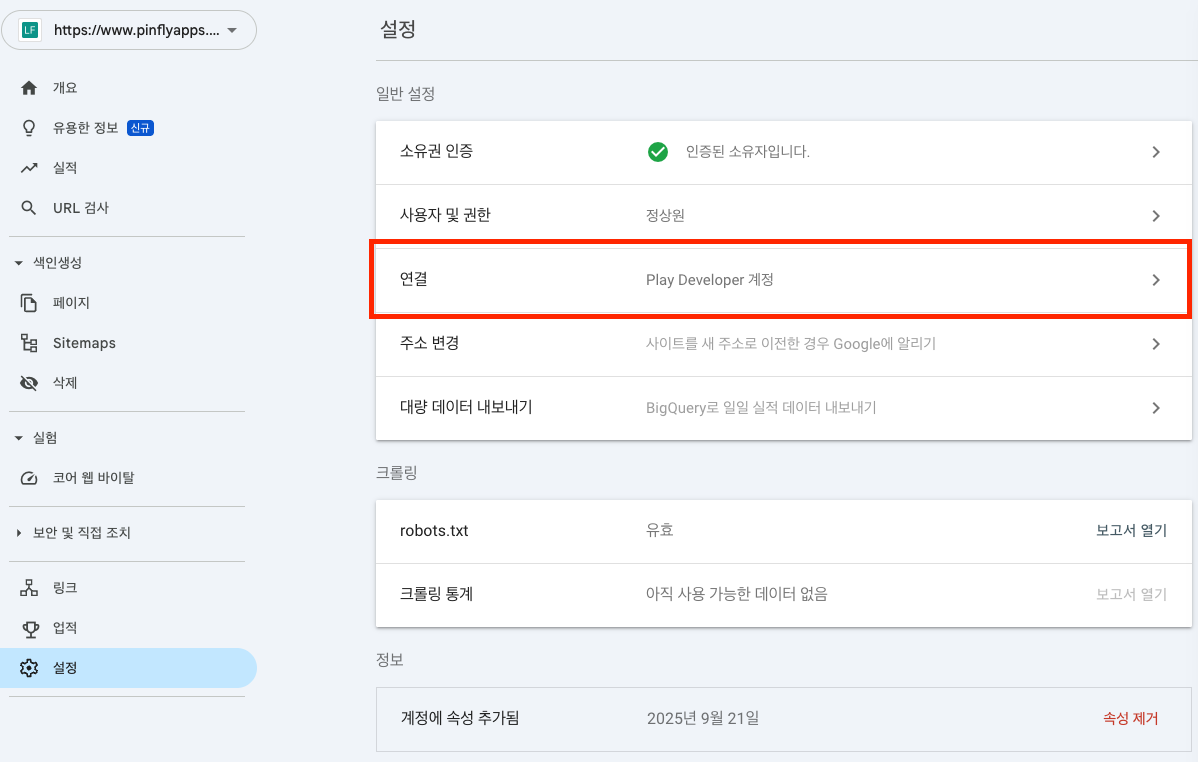 LF https://www.pinflyapps....
개요
유용한 정보 신규
실적
URL 검사
색인생성
페이지
Sitemaps
삭제
실험
코어 웹 바이탈
보안 및 직접 조치
링크
업적
설정
설정
일반 설정
소유권 인증 인증된 소유자입니다.
사용자 및 권한 정상원
연결 Play Developer 계정
주소 변경 사이트를 새 주소로 이전한 경우 Google에 알리기
대량 데이터 내보내기 BigQuery로 일일 실적 데이터 내보내기
크롤링
robots.txt 유효 보고서 열기
크롤링 통계 아직 사용 가능한 데이터 없음 보고서 열기
정보
계정에 속성 추가됨 2025년 9월 21일 속성 제거